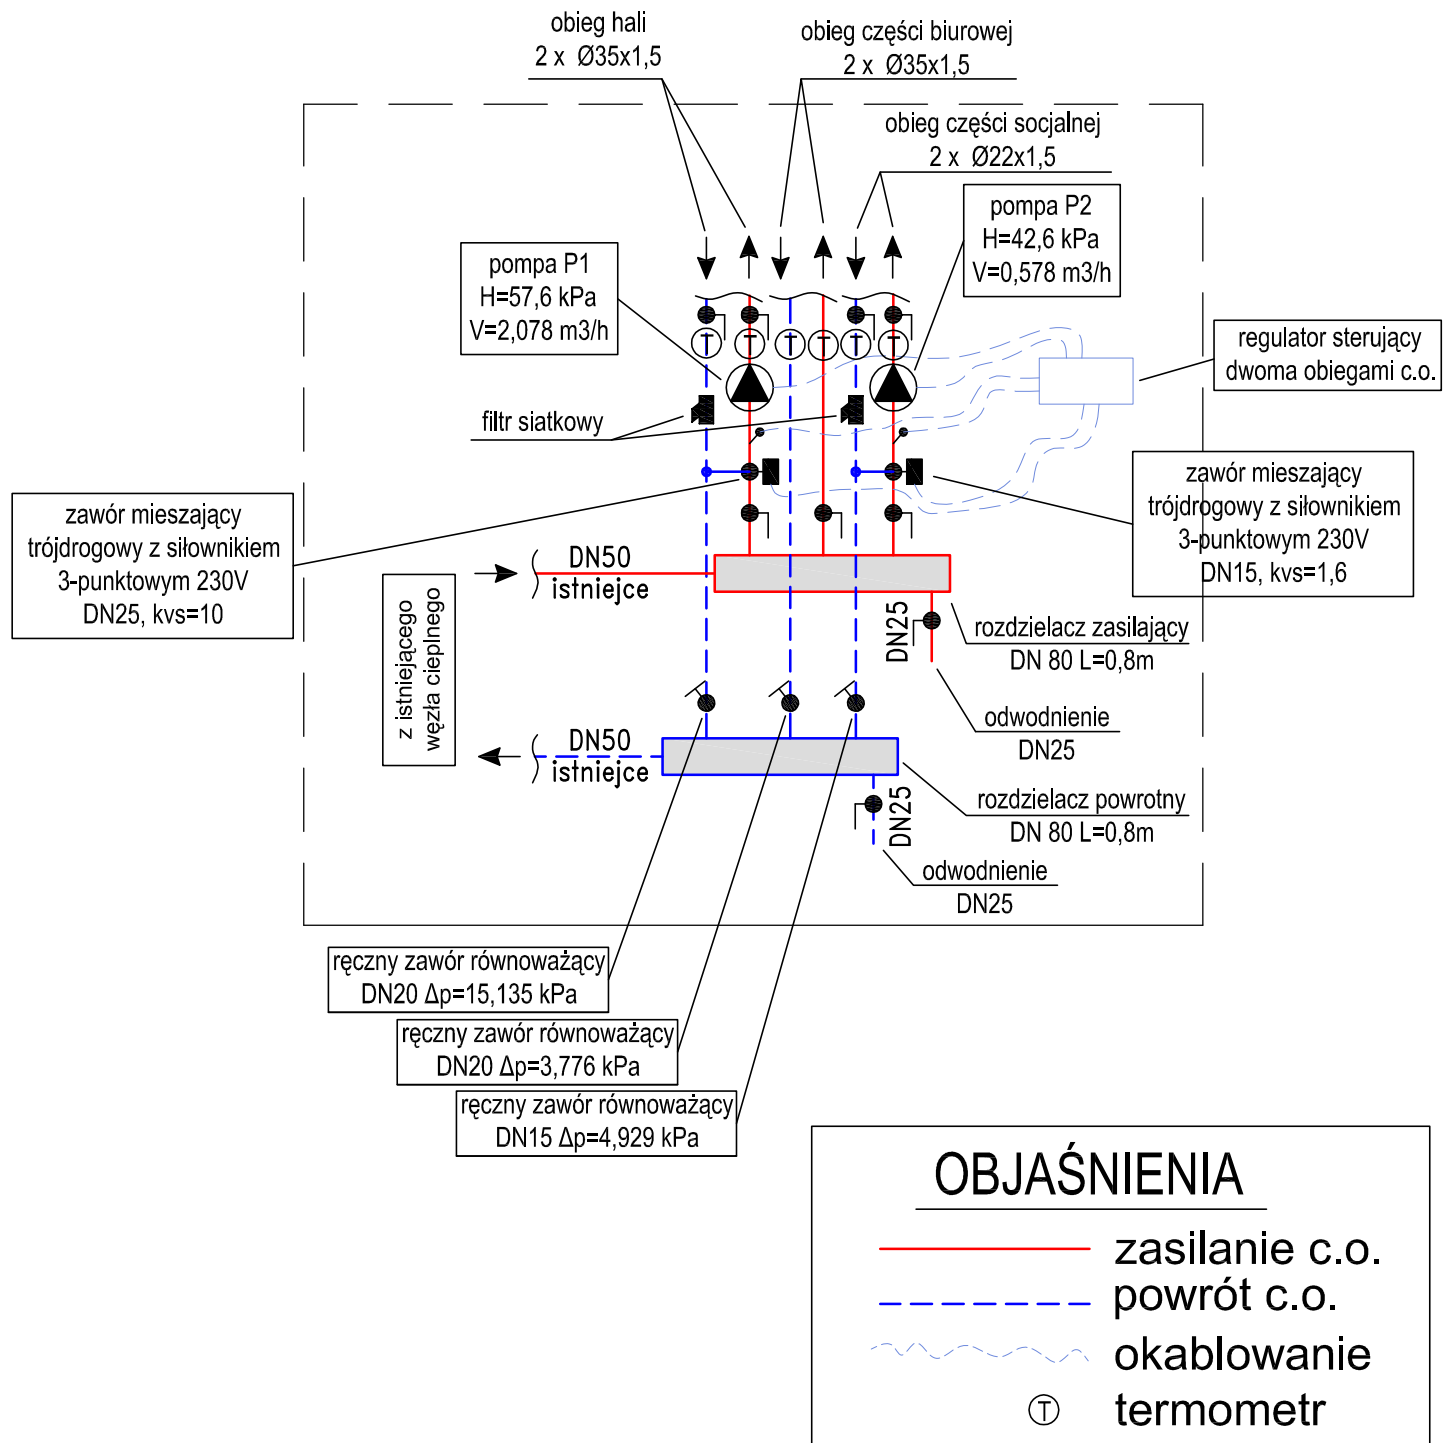 obieg hali
2 x Ø35x1,5
obieg części biurowej
2 x Ø35x1,5
obieg części socjalnej
2 x Ø22x1,5
pompa P2
H=42,6 kPa
V=0,578 m3/h
pompa P1
H=57,6 kPa
V=2,078 m3/h
T T T T T T
regulator sterujący
dwoma obiegami c.o.
filtr siatkowy
zawór mieszający
trójdrogowy z siłownikiem
3-punktowym 230V
DN25, kvs=10
zawór mieszający
trójdrogowy z siłownikiem
3-punktowym 230V
DN15, kvs=1,6
DN50
istniejce
z istniejącego
węzła cieplnego
DN25
rozdzielacz zasilający
DN 80 L=0,8m
odwodnienie
DN25
DN50
istniejce
DN25
rozdzielacz powrotny
DN 80 L=0,8m
odwodnienie
DN25
ręczny zawór równoważący
DN20 Δp=15,135 kPa
ręczny zawór równoważący
DN20 Δp=3,776 kPa
ręczny zawór równoważący
DN15 Δp=4,929 kPa
OBJAŚNIENIA
zasilanie c.o.
powrót c.o.
okablowanie
T termometr